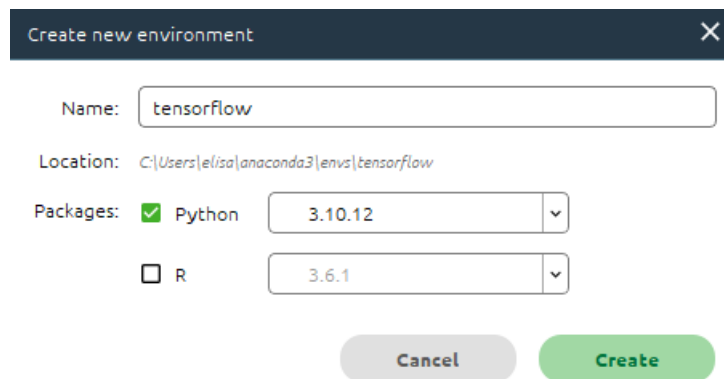 Create new environment
Name: tensorflow
Location: C:\Users\elisa\anaconda3\envs\tensorflow
Packages: Python 3.10.12
R 3.6.1
Cancel Create